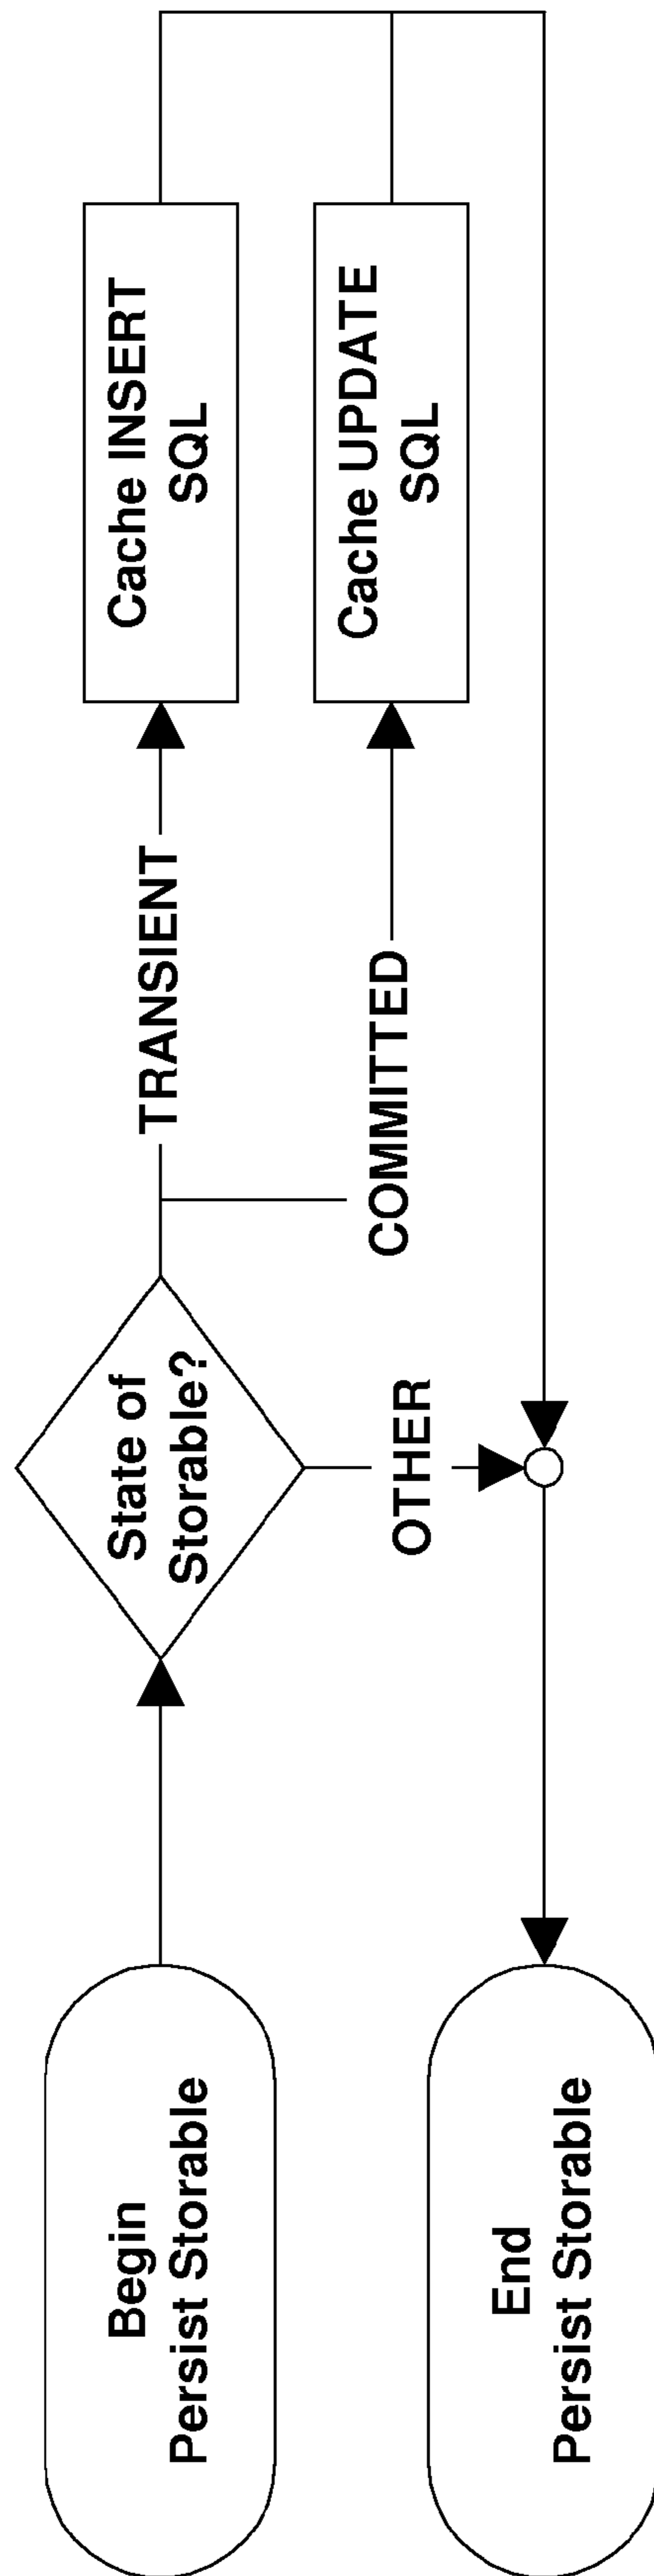 Begin
Persist Storable
State of
Storable?
TRANSIENT
Cache INSERT
SQL
COMMITTED
Cache UPDATE
SQL
OTHER
End
Persist Storable